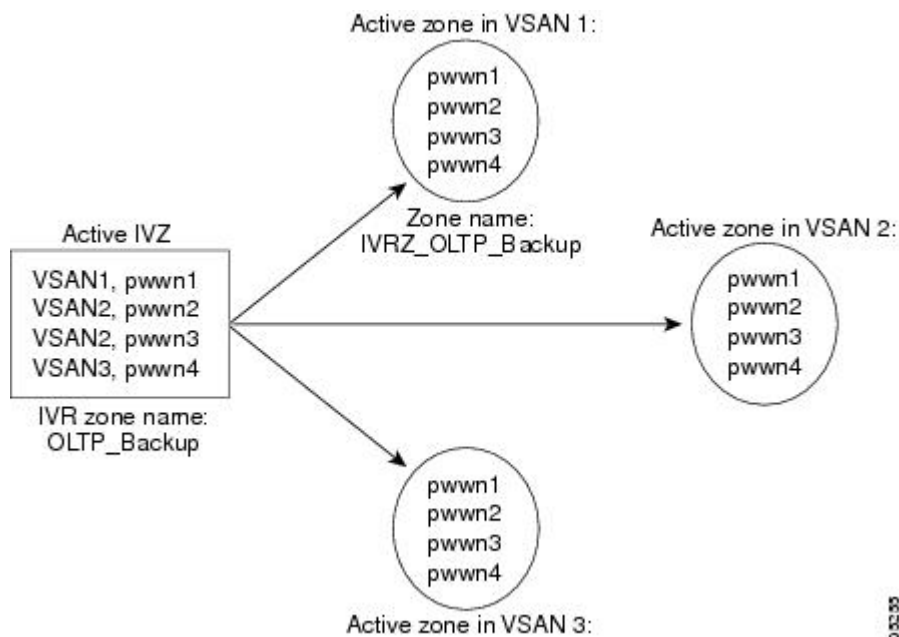 Active zone in VSAN 1:
pwwn1
pwwn2
pwwn3
pwwn4
Zone name:
IVRZ_OLTP_Backup
Active IVZ
VSAN1, pwwn1
VSAN2, pwwn2
VSAN2, pwwn3
VSAN3, pwwn4
IVR zone name:
OLTP_Backup
Active zone in VSAN 2:
pwwn1
pwwn2
pwwn3
pwwn4
pwwn1
pwwn2
pwwn3
pwwn4
Active zone in VSAN 3: